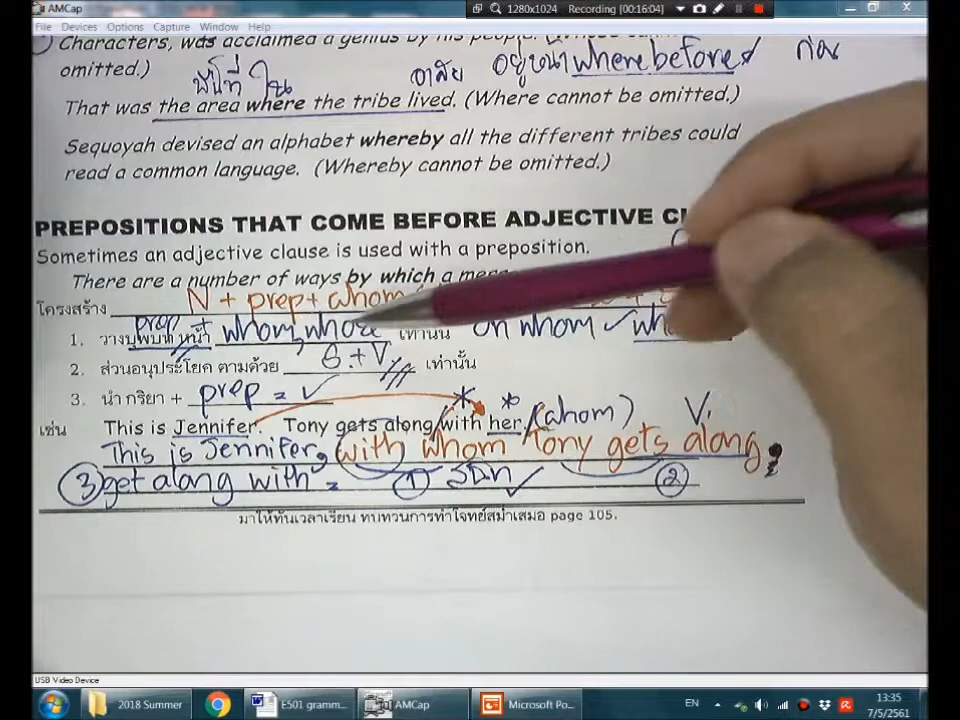 AMCap
1280x1024 Recording [00:16:04]
File Devices Options Capture Window Help
Characters, was acclaimed a genius by his people.
omitted.) พื้นที่ ใน อาศัย อยู่หน้า where before ก่อน
That was the area where the tribe lived. (Where cannot be omitted.)
Sequoyah devised an alphabet whereby all the different tribes could
read a common language. (Whereby cannot be omitted.)
PREPOSITIONS THAT COME BEFORE ADJECTIVE
Sometimes an adjective clause is used with a preposition.
There are a number of ways by which a
โครงสร้าง N + prep + whom
1. วางบุพบทหน้า prep + whom, whose เท่านั้น on whom
2. ส่วนอนุประโยค ตามด้วย S + V เท่านั้น
3. นำ กริยา + prep =
เช่น This is Jennifer. Tony gets along with her. (whom) V.
This is Jennifer, with whom Tony gets along.
3 get along with = 1 2
มาให้ทันเวลาเรียน ทบทวนการทำโจทย์สม่ำเสมอ page 105.
USB Video Device
2018 Summer E501 gramm... AMCap Microsoft Po... EN 13:35
7/5/2561